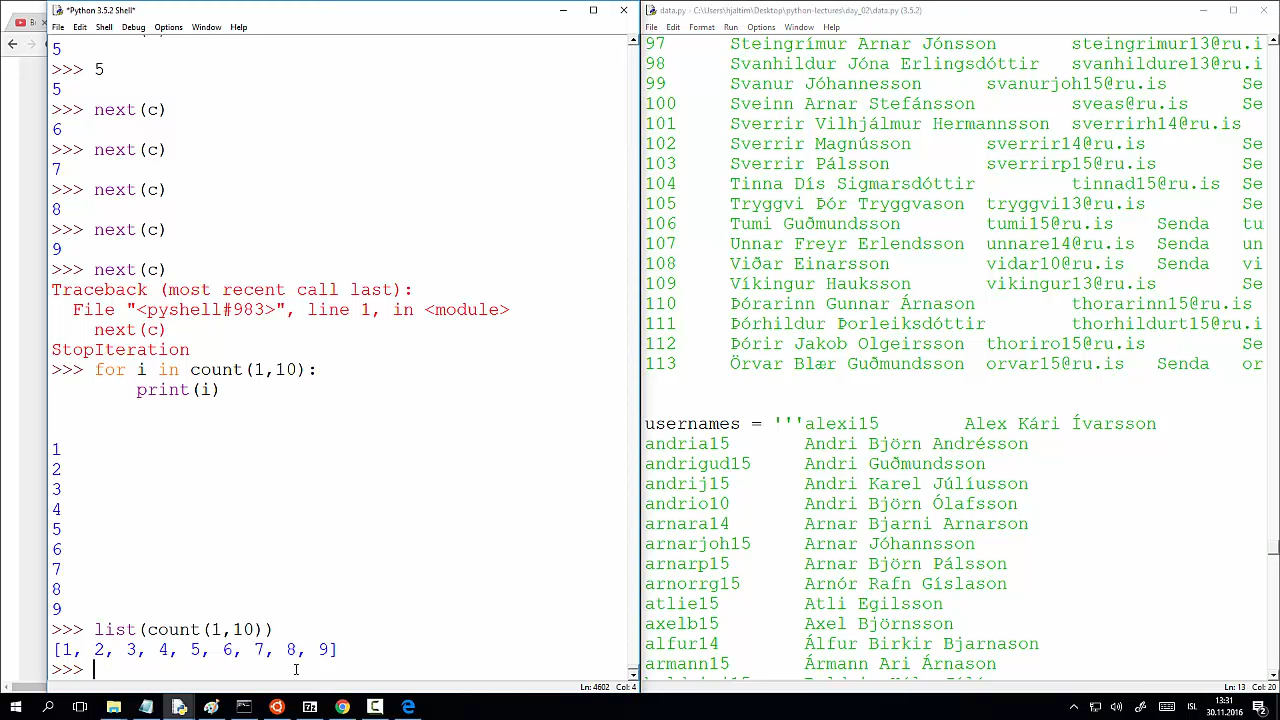 *Python 3.5.2 Shell*
File Edit Shell Debug Options Window Help
5
>>> 5
5
>>> next(c)
6
>>> next(c)
7
>>> next(c)
8
>>> next(c)
9
>>> next(c)
Traceback (most recent call last):
File "<pyshell#983>", line 1, in <module>
next(c)
StopIteration
>>> for i in count(1,10):
print(i)
1
2
3
4
5
6
7
8
9
>>> list(count(1,10))
[1, 2, 3, 4, 5, 6, 7, 8, 9]
>>>
Ln: 4602 Col: 4
data.py - C:\Users\hjaltim\Desktop\python-lectures\day_02\data.py (3.5.2)
File Edit Format Run Options Window Help
97 Steingrímur Arnar Jónsson steingrimur13@ru.i
98 Svanhildur Jóna Erlingsdóttir svanhildure13@ru.i
99 Svanur Jóhannesson svanurjoh15@ru.is Se
100 Sveinn Arnar Stefánsson sveas@ru.is Se
101 Sverrir Vilhjálmur Hermannsson sverrirh14@ru.is
102 Sverrir Magnússon sverrir14@ru.is
103 Sverrir Pálsson sverrirp15@ru.is Se
104 Tinna Dís Sigmarsdóttir tinnad15@ru.is Se
105 Tryggvi Þór Tryggvason tryggvi13@ru.is Se
106 Tumi Guðmundsson tumi15@ru.is Senda tu
107 Unnar Freyr Erlendsson unnare14@ru.is Senda un
108 Viðar Einarsson vidar10@ru.is Senda vi
109 Víkingur Hauksson vikingur13@ru.is Se
110 Þórarinn Gunnar Árnason thorarinn15@ru.is
111 Þórhildur Þorleiksdóttir thorhildurt15@ru.i
112 Þórir Jakob Olgeirsson thoriro15@ru.is Se
113 Örvar Blær Guðmundsson orvar15@ru.is Senda or
usernames = '''alexi15 Alex Kári Ívarsson
andria15 Andri Björn Andrésson
andrigud15 Andri Guðmundsson
andrij15 Andri Karel Júlíusson
andrio10 Andri Björn Ólafsson
arnara14 Arnar Bjarni Arnarson
arnarjoh15 Arnar Jóhannsson
arnarp15 Arnar Björn Pálsson
arnorrg15 Arnór Rafn Gíslason
atlie15 Atli Egilsson
axelb15 Axel Björnsson
alfur14 Álfur Birkir Bjarnason
armann15 Ármann Ari Árnason
Ln: 13 Col: 20
ISL
13:31
30.11.2016